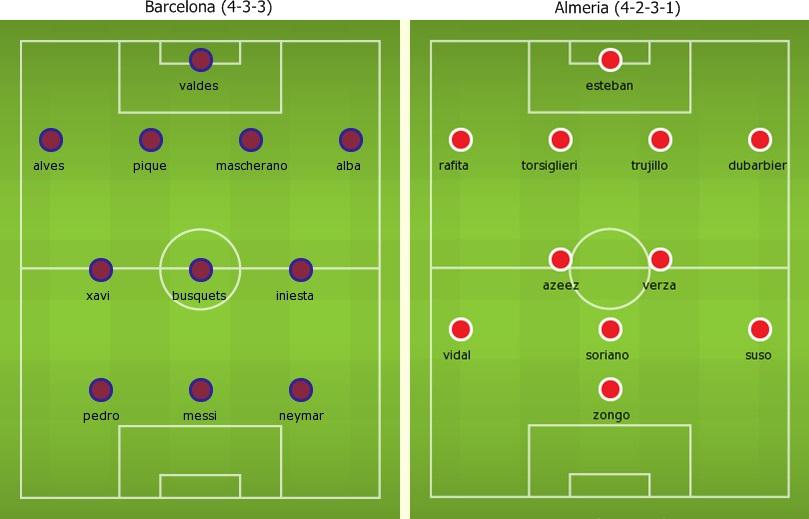 Barcelona (4-3-3)
valdes
alves pique mascherano alba
xavi busquets iniesta
pedro messi neymar
Almeria (4-2-3-1)
esteban
rafita torsiglieri trujillo dubarbier
azeez verza
vidal soriano suso
zongo